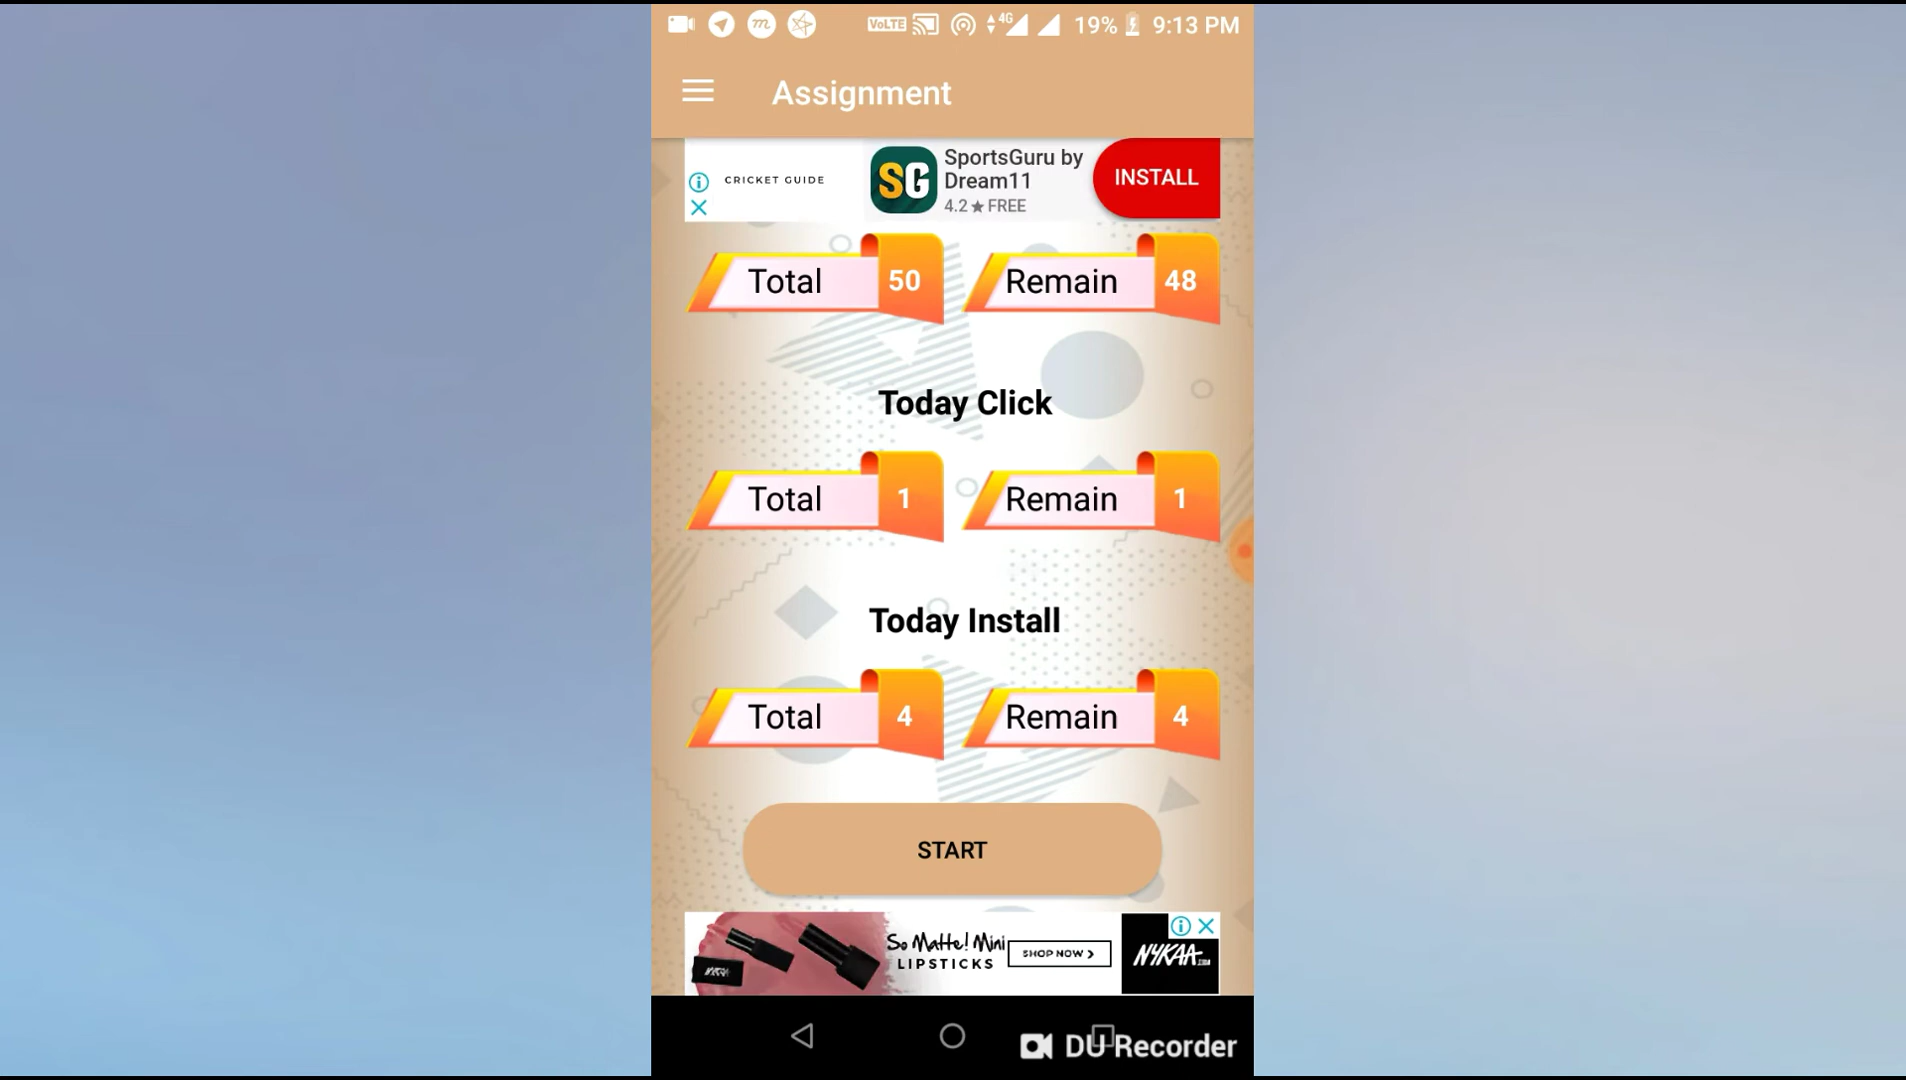 VoLTE 4G 19% 9:13 PM
Assignment
CRICKET GUIDE
SG
SportsGuru by
Dream11
4.2★ FREE
INSTALL
Total 50 Remain 48
Today Click
Total 1 Remain 1
Today Install
Total 4 Remain 4
START
So Matte! Mini
LIPSTICKS
SHOP NOW >
NYKAA
DU Recorder